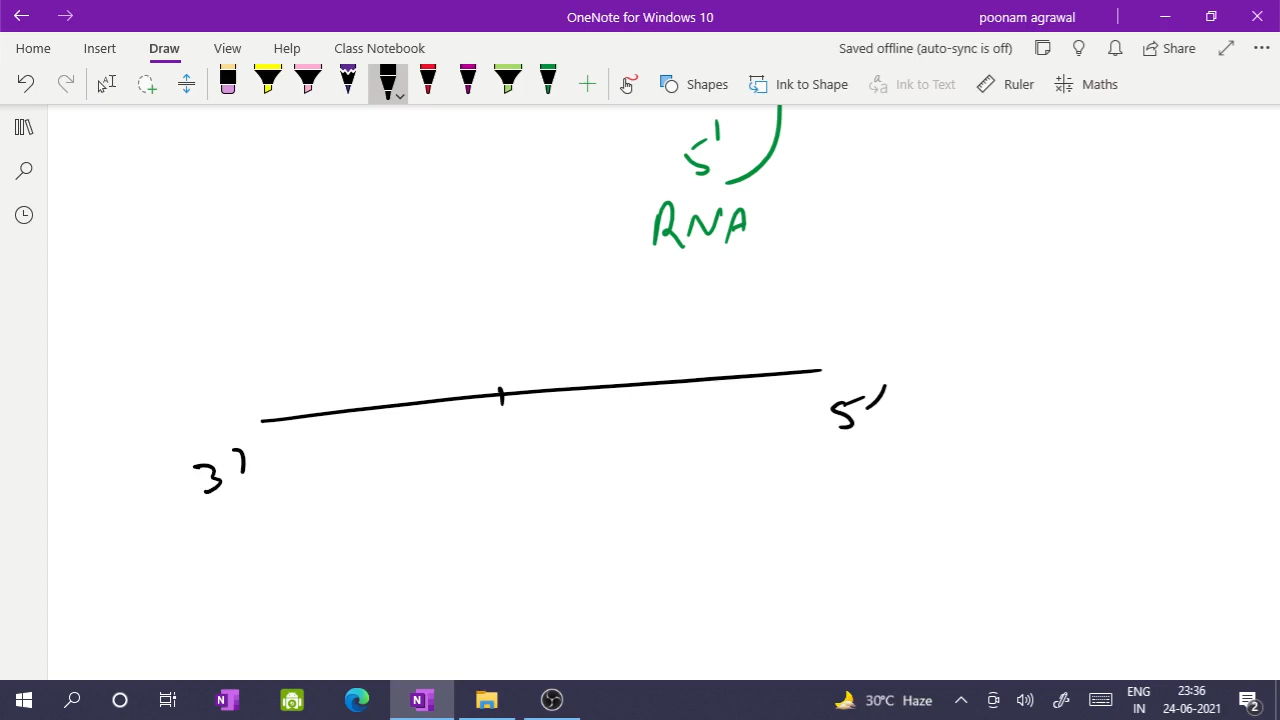 OneNote for Windows 10
poonam agrawal
Home Insert Draw View Help Class Notebook
Saved offline (auto-sync is off)
Share
Shapes
Ink to Shape
Ink to Text
Ruler
Maths
5'
RNA
5'
3'
30°C Haze
ENG
IN
23:36
24-06-2021
2